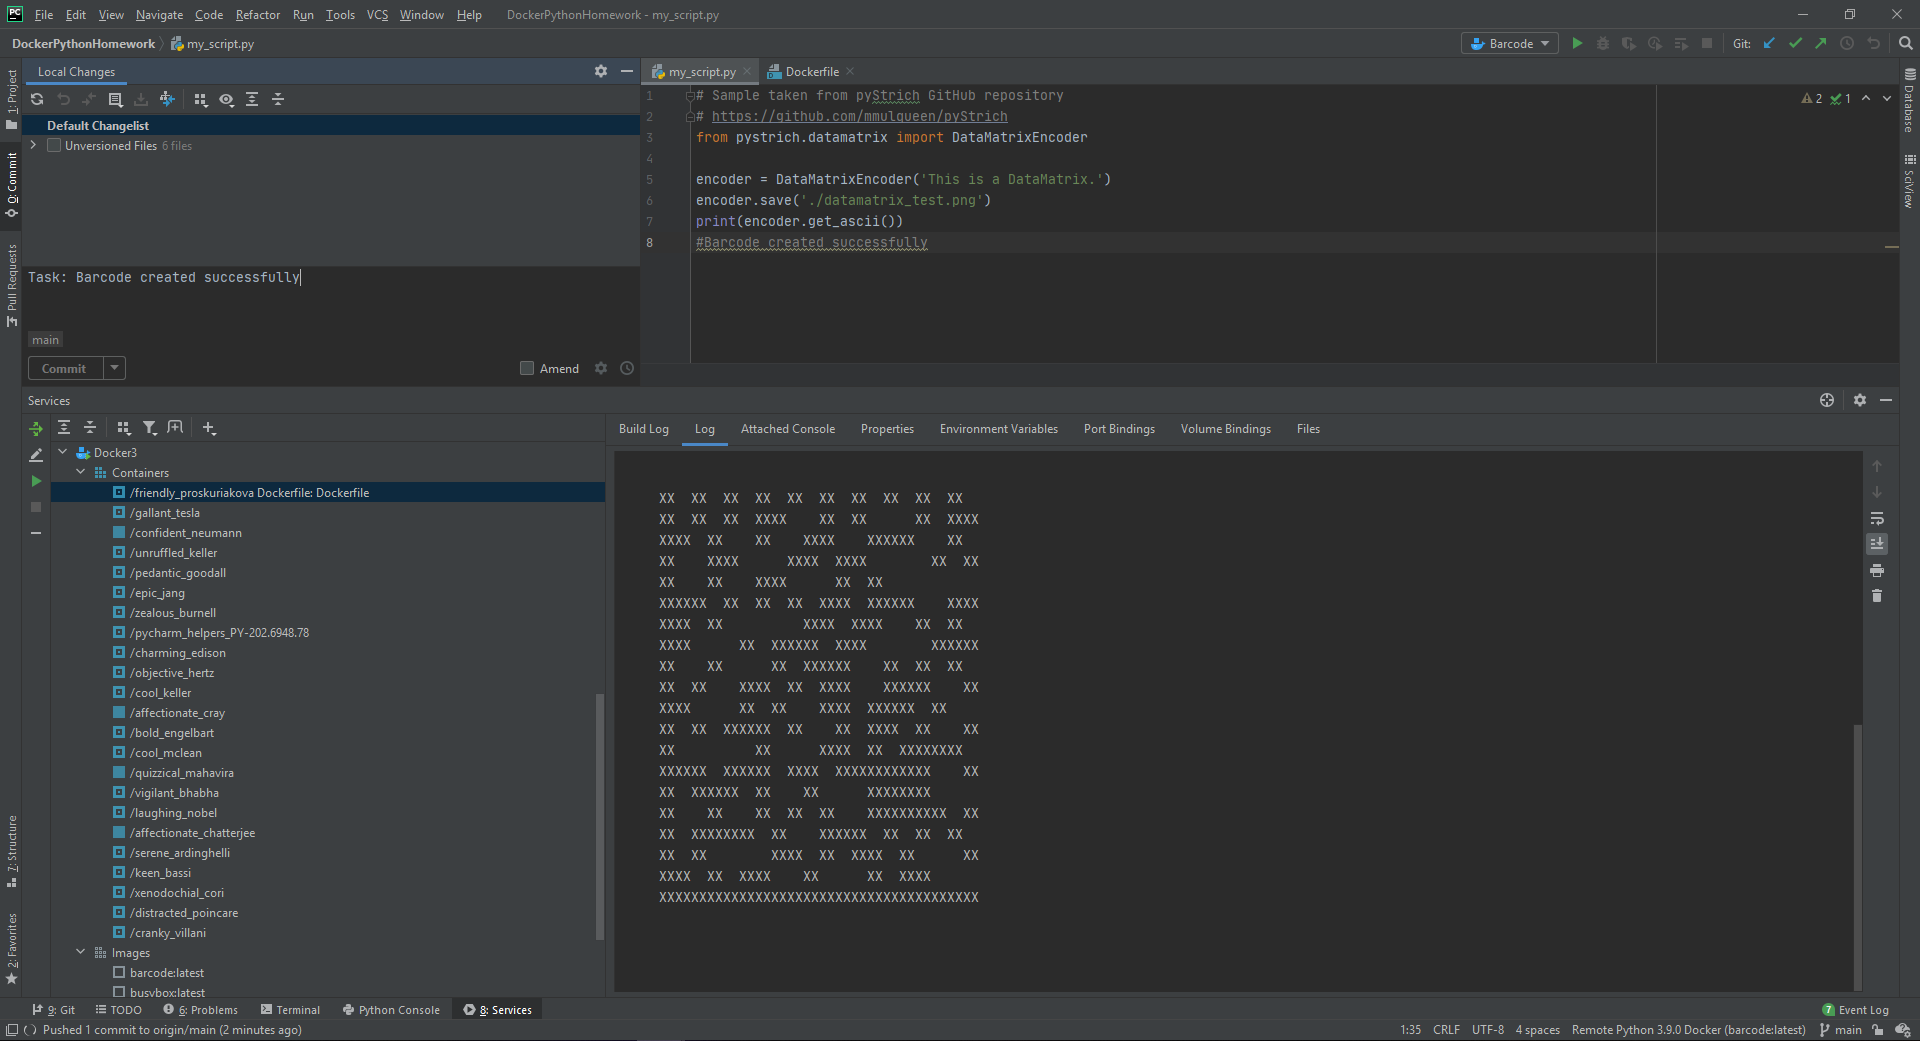 PC File Edit View Navigate Code Refactor Run Tools VCS Window Help DockerPythonHomework - my_script.py
DockerPythonHomework my_script.py Barcode Git:
1: Project
0: Commit
Pull Requests
7: Structure
2: Favorites
Local Changes
Default Changelist
Unversioned Files 6 files
Task: Barcode created successfully
main
Commit Amend
my_script.py Dockerfile
2 1
1 # Sample taken from pyStrich GitHub repository
2 # https://github.com/mmulqueen/pyStrich
3 from pystrich.datamatrix import DataMatrixEncoder
4
5 encoder = DataMatrixEncoder('This is a DataMatrix.')
6 encoder.save('./datamatrix_test.png')
7 print(encoder.get_ascii())
8 #Barcode created successfully
Database
SciView
Services
Docker3
Containers
/friendly_proskuriakova Dockerfile: Dockerfile
/gallant_tesla
/confident_neumann
/unruffled_keller
/pedantic_goodall
/epic_jang
/zealous_burnell
/pycharm_helpers_PY-202.6948.78
/charming_edison
/objective_hertz
/cool_keller
/affectionate_cray
/bold_engelbart
/cool_mclean
/quizzical_mahavira
/vigilant_bhabha
/laughing_nobel
/affectionate_chatterjee
/serene_ardinghelli
/keen_bassi
/xenodochial_cori
/distracted_poincare
/cranky_villani
Images
barcode:latest
busybox:latest
Build Log Log Attached Console Properties Environment Variables Port Bindings Volume Bindings Files
XX  XX  XX  XX  XX  XX  XX  XX  XX  XX
XX  XX  XX  XXXX    XX  XX      XX  XXXX
XXXX  XX    XX    XXXX    XXXXXX    XX
XX    XXXX      XXXX  XXXX        XX  XX
XX    XX    XXXX      XX  XX
XXXXXX  XX  XX  XX  XXXX  XXXXXX    XXXX
XXXX  XX          XXXX  XXXX    XX  XX
XXXX      XX  XXXXXX  XXXX        XXXXXX
XX    XX      XX  XXXXXX    XX  XX  XX
XX  XX    XXXX  XX  XXXX    XXXXXX    XX
XXXX      XX  XX    XXXX  XXXXXX  XX
XX  XX  XXXXXX  XX    XX  XXXX  XX    XX
XX          XX      XXXX  XX  XXXXXXXX
XXXXXX  XXXXXX  XXXX  XXXXXXXXXXXX    XX
XX  XXXXXX  XX    XX      XXXXXXXX
XX    XX    XX  XX  XX    XXXXXXXXXX  XX
XX  XXXXXXXX  XX    XXXXXX  XX  XX  XX
XX  XX        XXXX  XX  XXXX  XX      XX
XXXX  XX  XXXX    XX      XX  XXXX
XXXXXXXXXXXXXXXXXXXXXXXXXXXXXXXXXXXXXXXX
9: Git TODO 6: Problems Terminal Python Console 8: Services 7 Event Log
Pushed 1 commit to origin/main (2 minutes ago) 1:35 CRLF UTF-8 4 spaces Remote Python 3.9.0 Docker (barcode:latest) main